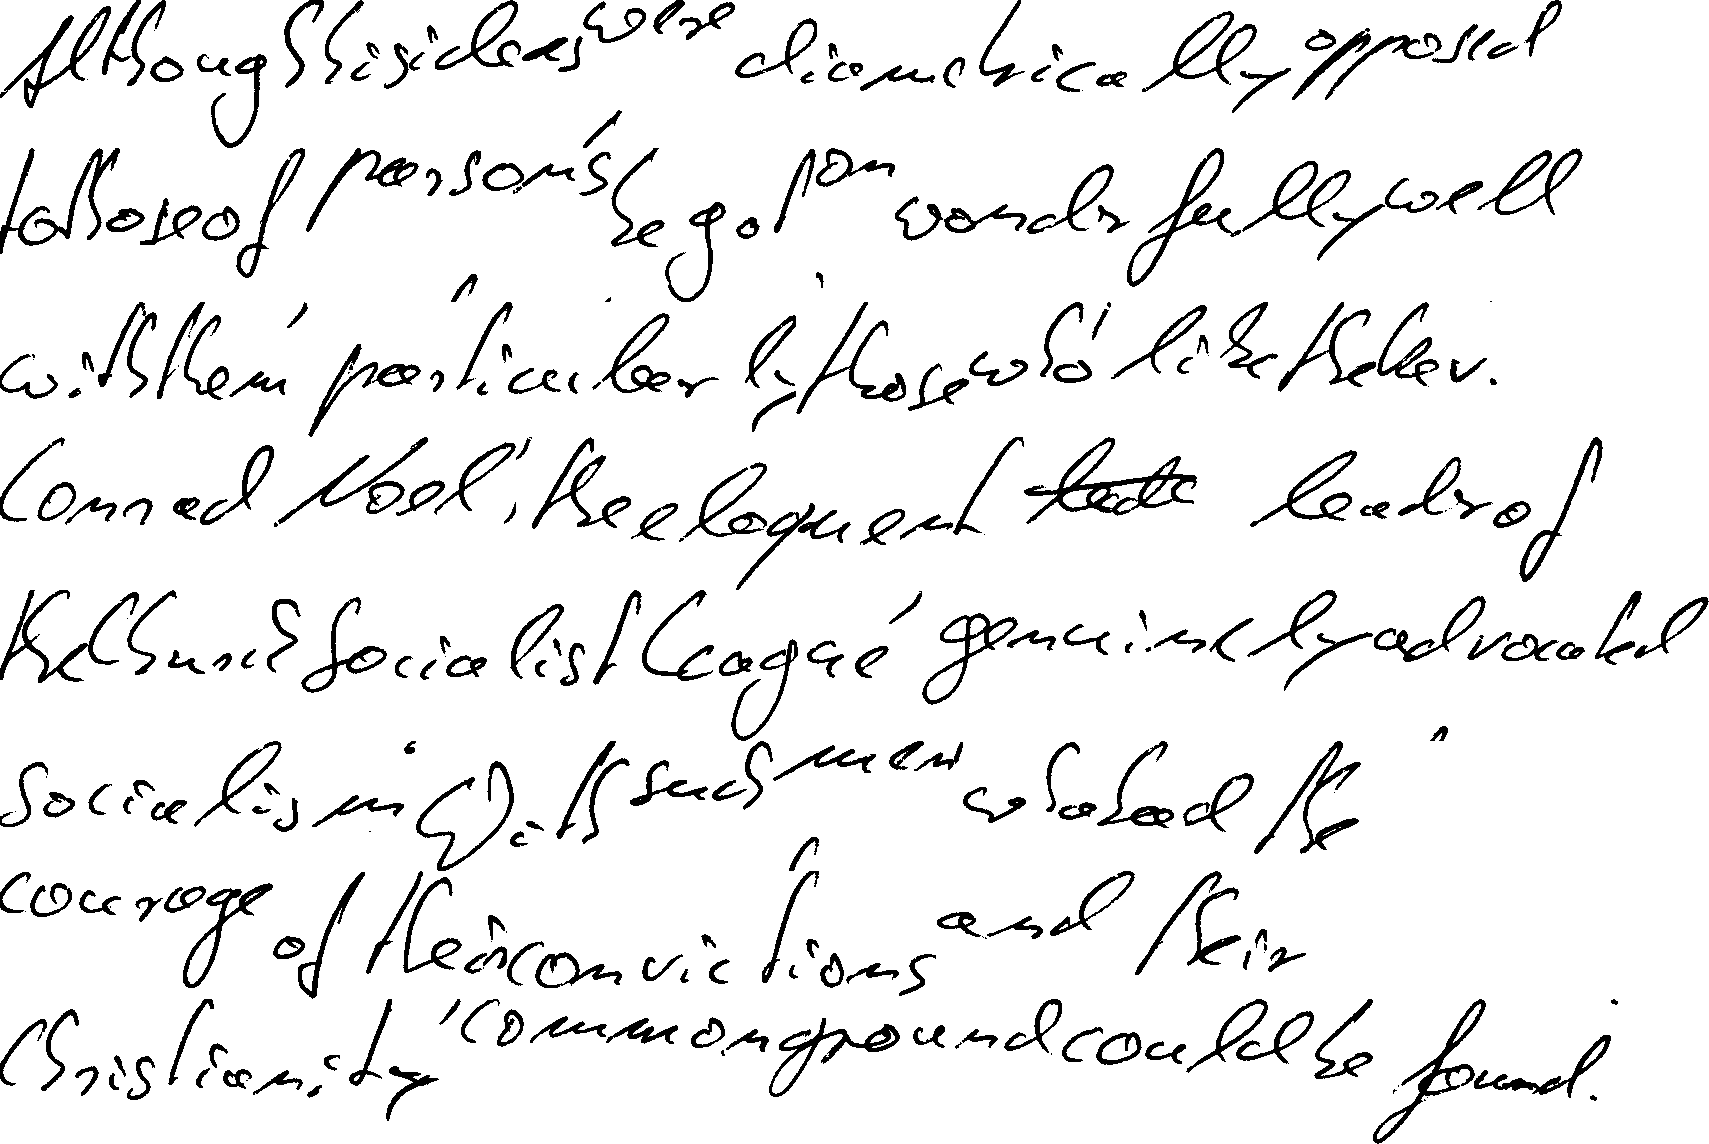 Although his ideas were diametrically opposed
to those of parsons he got on wonderfully well
with them particularly those who like the Rev.
Conrad Noel, the eloquent leader of
the Church Socialist League genuinely advocated
socialism. With such men who had the
courage of their convictions and their
Christianity common ground could be found.